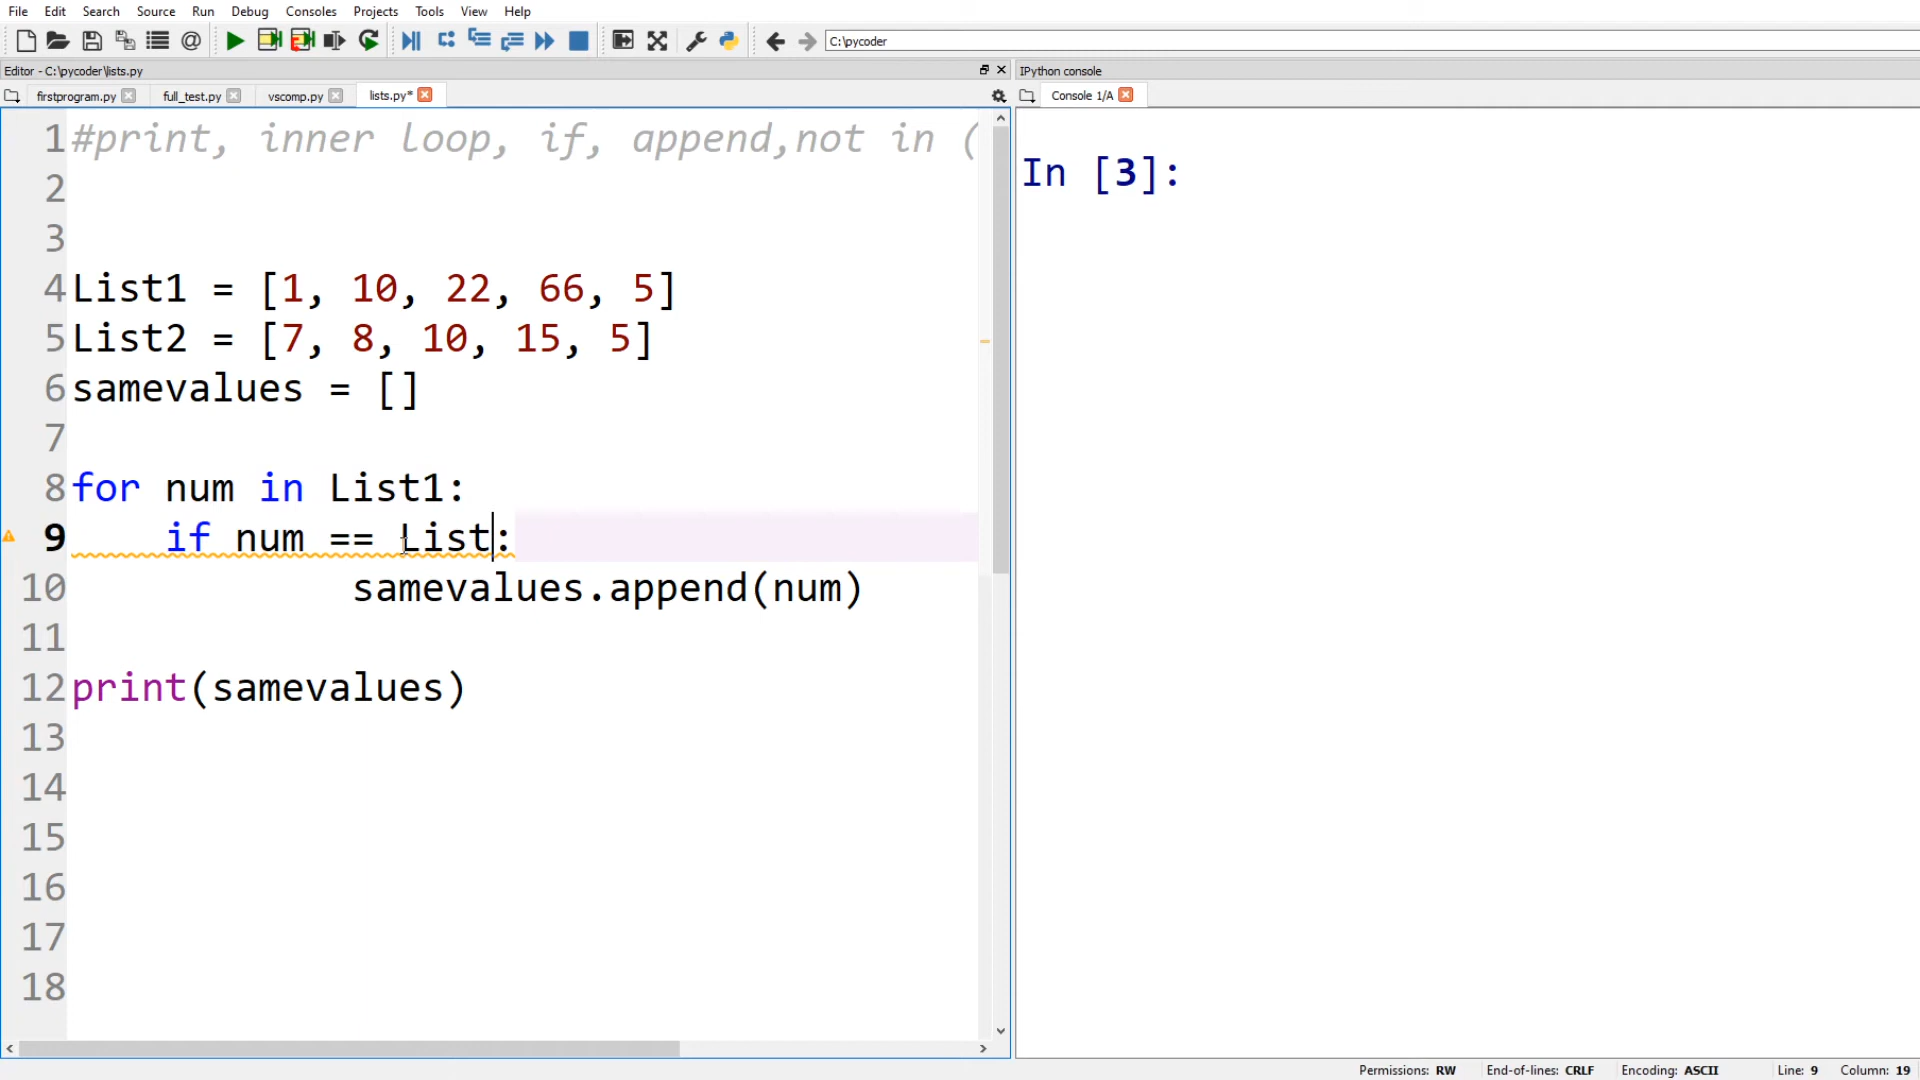 File Edit Search Source Run Debug Consoles Projects Tools View Help
C:\pycoder
Editor - C:\pycoder\lists.py
IPython console
firstprogram.py full_test.py vscomp.py lists.py*
Console 1/A
1 #print, inner loop, if, append,not in (
2
3
4 List1 = [1, 10, 22, 66, 5]
5 List2 = [7, 8, 10, 15, 5]
6 samevalues = []
7
8 for num in List1:
9 if num == List:
10 samevalues.append(num)
11
12 print(samevalues)
13
14
15
16
17
18
In [3]:
Permissions: RW End-of-lines: CRLF Encoding: ASCII Line: 9 Column: 19